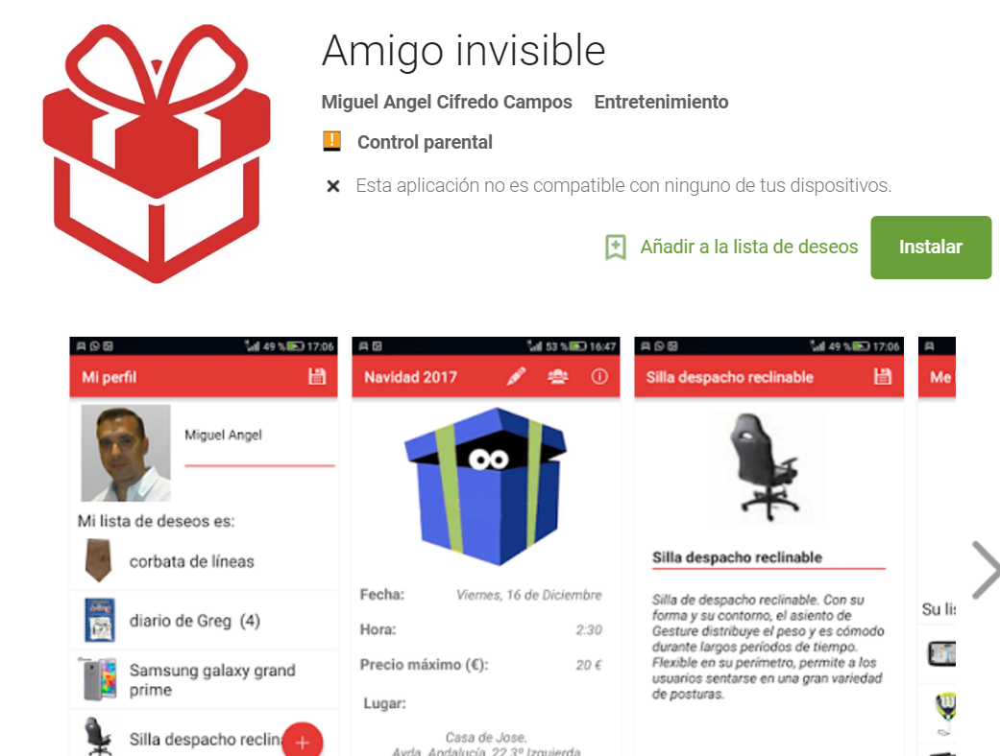 Amigo invisible
Miguel Angel Cifredo Campos Entretenimiento
Control parental
Esta aplicación no es compatible con ninguno de tus dispositivos.
Añadir a la lista de deseos
Instalar
49 % 17:06
Mi perfil
Miguel Angel
Mi lista de deseos es:
corbata de líneas
diario de Greg (4)
Samsung galaxy grand
prime
Silla despacho reclin
53 % 16:47
Navidad 2017
Fecha: Viernes, 16 de Diciembre
Hora: 2:30
Precio máximo (€): 20 €
Lugar:
Casa de Jose.
Avda. Andalucía, 22 3º Izquierda
49 % 17:06
Silla despacho reclinable
Silla despacho reclinable
Silla de despacho reclinable. Con su
forma y su contorno, el asiento de
Gesture distribuye el peso y es cómodo
durante largos períodos de tiempo.
Flexible en su perímetro, permite a los
usuarios sentarse en una gran variedad
de posturas.
Me
Su lis